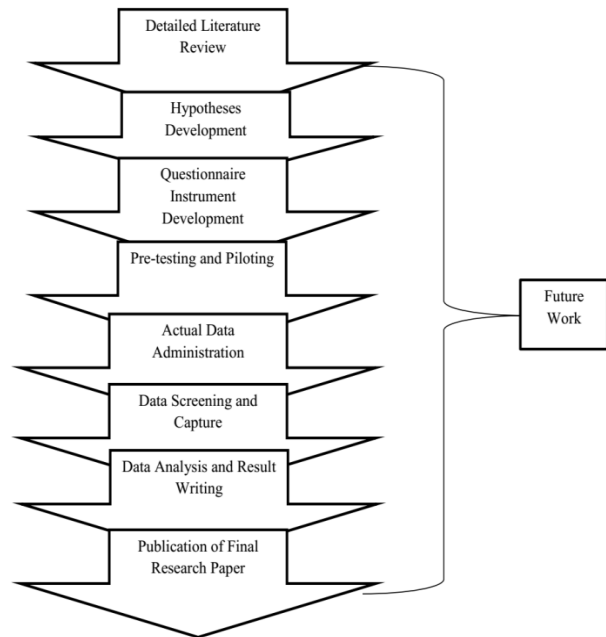 Detailed Literature
Review
Hypotheses
Development
Questionnaire
Instrument
Development
Pre-testing and Piloting
Actual Data
Administration
Data Screening and
Capture
Data Analysis and Result
Writing
Publication of Final
Research Paper
Future
Work